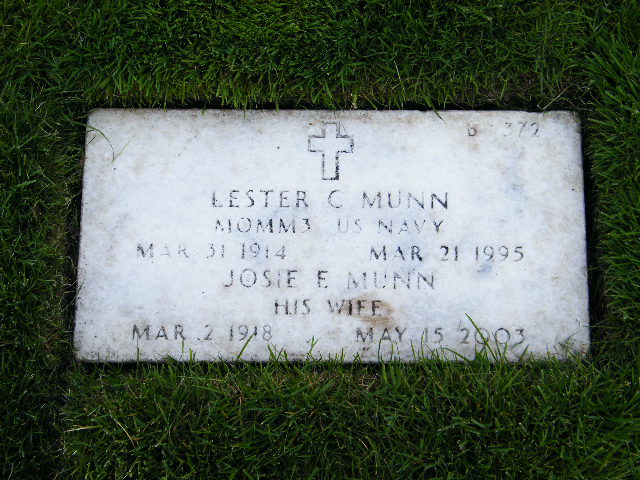 B 372
LESTER C MUNN
MOMM3 US NAVY
MAR 31 1914 MAR 21 1995
JOSIE E MUNN
HIS WIFE
MAR 2 1918 MAY 15 2003